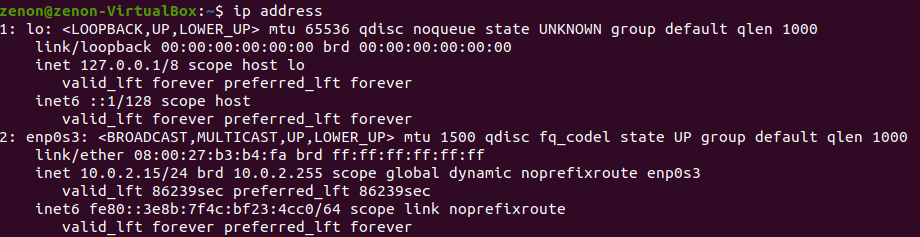 zenon@zenon-VirtualBox:~$ ip address
1: lo: <LOOPBACK,UP,LOWER_UP> mtu 65536 qdisc noqueue state UNKNOWN group default qlen 1000
    link/loopback 00:00:00:00:00:00 brd 00:00:00:00:00:00
    inet 127.0.0.1/8 scope host lo
       valid_lft forever preferred_lft forever
    inet6 ::1/128 scope host
       valid_lft forever preferred_lft forever
2: enp0s3: <BROADCAST,MULTICAST,UP,LOWER_UP> mtu 1500 qdisc fq_codel state UP group default qlen 1000
    link/ether 08:00:27:b3:b4:fa brd ff:ff:ff:ff:ff:ff
    inet 10.0.2.15/24 brd 10.0.2.255 scope global dynamic noprefixroute enp0s3
       valid_lft 86239sec preferred_lft 86239sec
    inet6 fe80::3e8b:7f4c:bf23:4cc0/64 scope link noprefixroute
       valid_lft forever preferred_lft forever